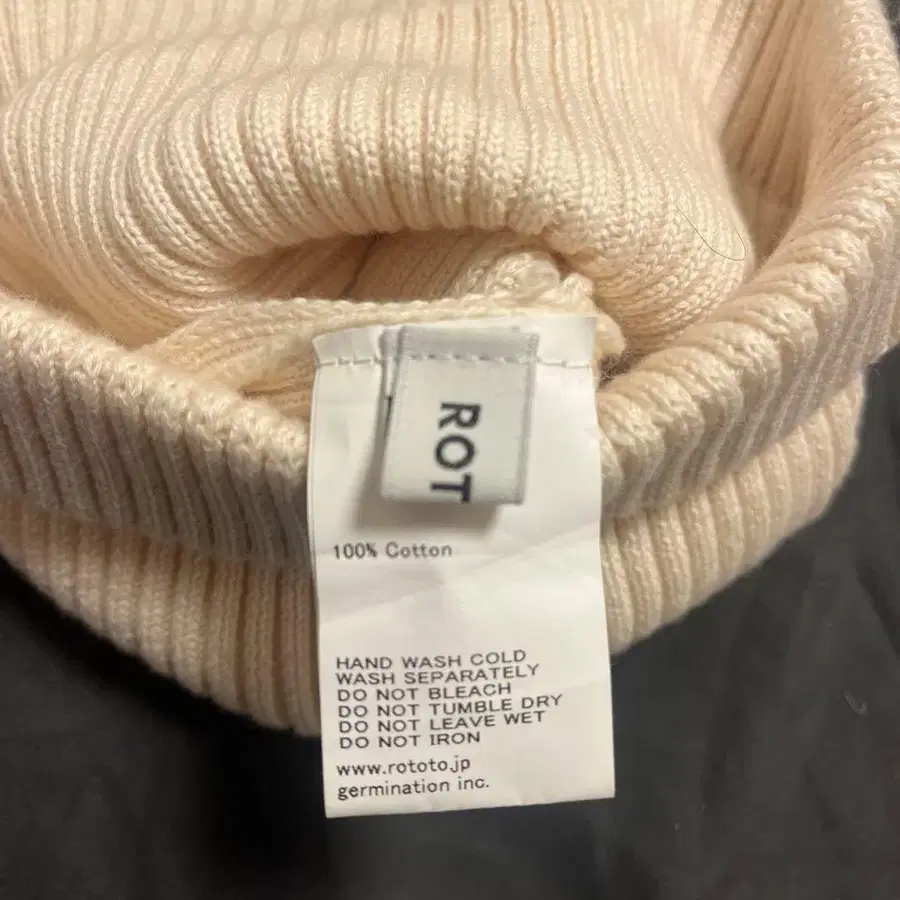 ROT
100% Cotton
HAND WASH COLD
WASH SEPARATELY
DO NOT BLEACH
DO NOT TUMBLE DRY
DO NOT LEAVE WET
DO NOT IRON
www.rototo.jp
germination inc.